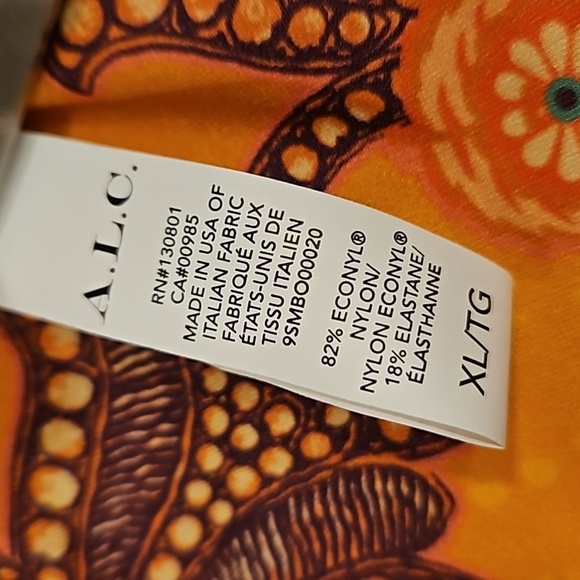 A.L.C.
RN#130801
CA#00985
MADE IN USA OF
ITALIAN FABRIC
FABRIQUÉ AUX
ÉTATS-UNIS DE
TISSU ITALIEN
9SMBO00020
82% ECONYL®
NYLON/
NYLON ECONYL®
18% ELASTANE/
ÉLASTHANNE
XL/TG